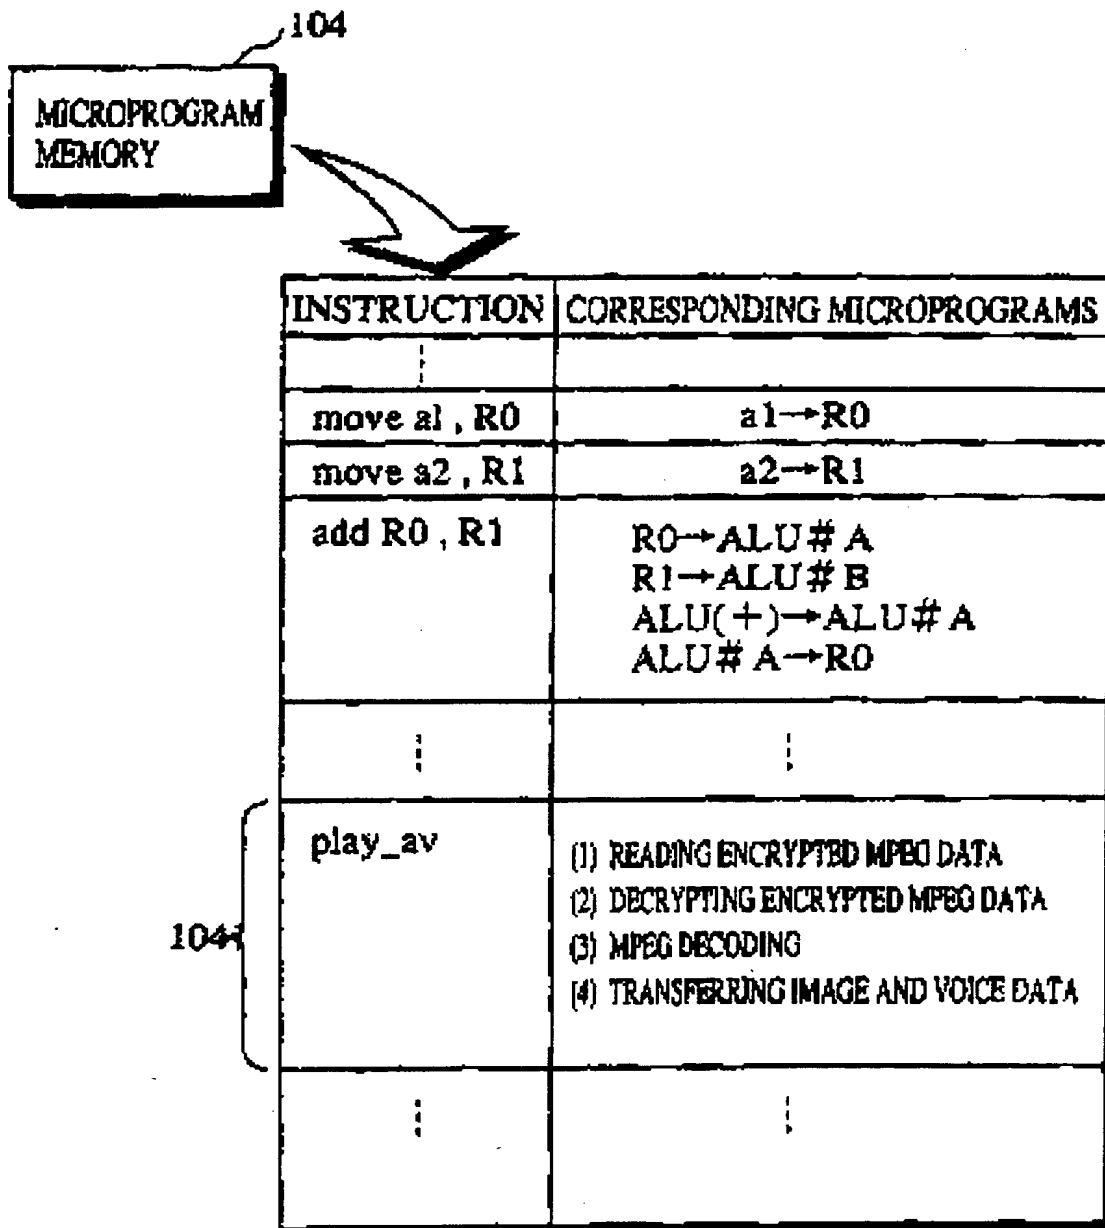 104
MICROPROGRAM
MEMORY
INSTRUCTION
CORRESPONDING MICROPROGRAMS
move a1, R0
a1→R0
move a2, R1
a2→R1
add R0, R1
R0→ALU# A
R1→ALU# B
ALU(+)→ALU# A
ALU# A→R0
104
play_av
(1) READING ENCRYPTED MPEG DATA
(2) DECRYPTING ENCRYPTED MPEG DATA
(3) MPEG DECODING
(4) TRANSFERRING IMAGE AND VOICE DATA